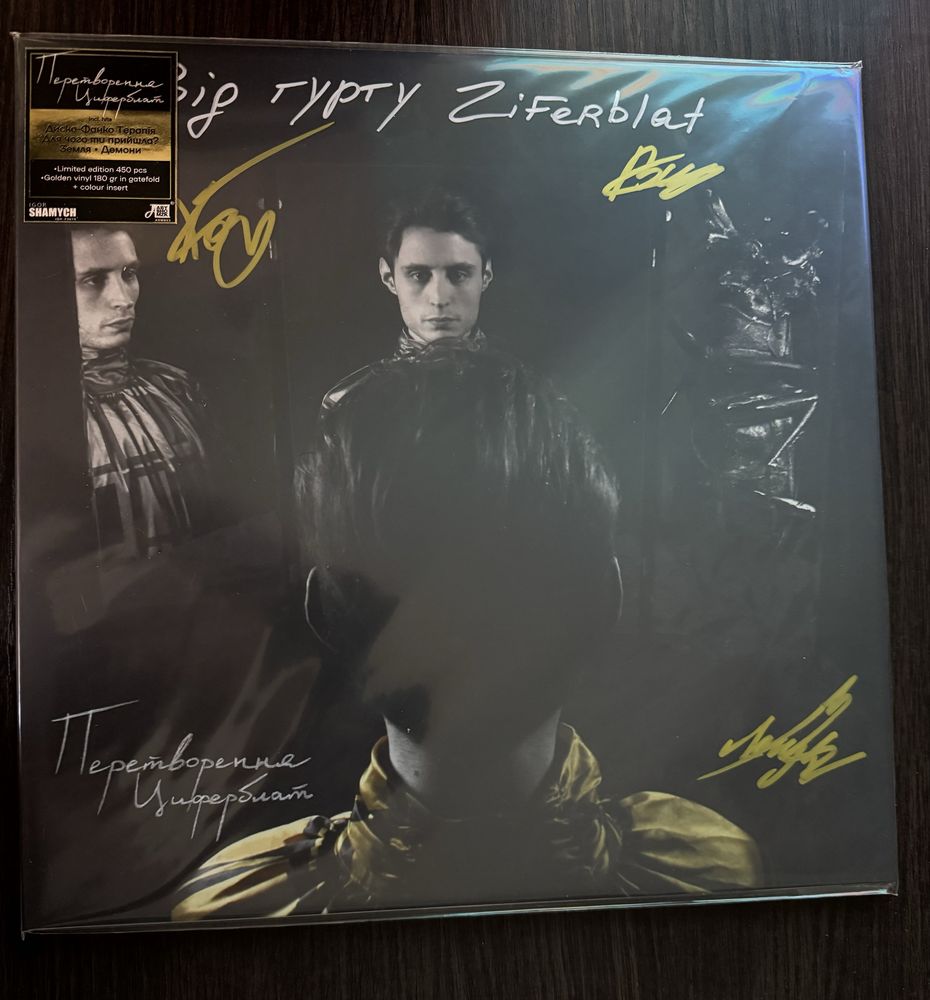 Від гурту Ziferblat
Перетворення
Циферблат
incl. hits
Диско-Фанко Терапія
Для чого ти прийшла?
Земля • Демони
•Limited edition 450 pcs
•Golden vinyl 180 gr in gatefold
+ colour insert
IGOR
SHAMYCH
Перетворення
Циферблат